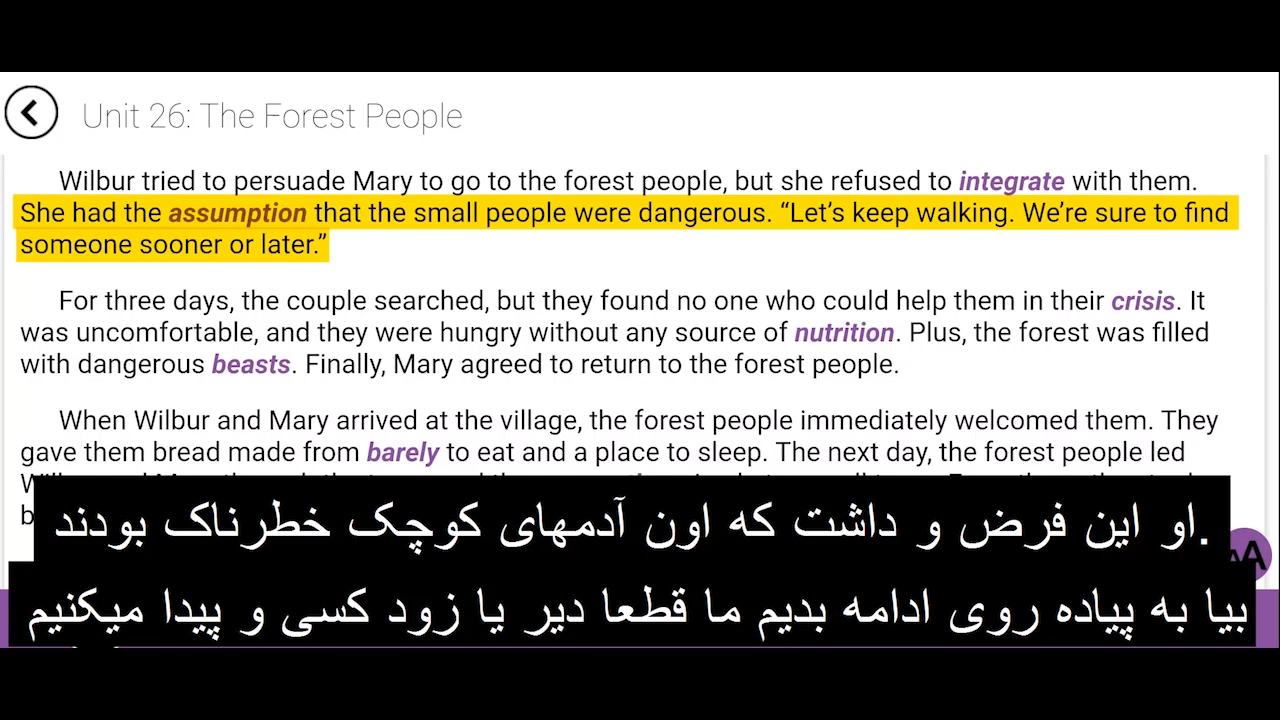 Unit 26: The Forest People
Wilbur tried to persuade Mary to go to the forest people, but she refused to integrate with them.
She had the assumption that the small people were dangerous. “Let’s keep walking. We’re sure to find
someone sooner or later.”
For three days, the couple searched, but they found no one who could help them in their crisis. It
was uncomfortable, and they were hungry without any source of nutrition. Plus, the forest was filled
with dangerous beasts. Finally, Mary agreed to return to the forest people.
When Wilbur and Mary arrived at the village, the forest people immediately welcomed them. They
gave them bread made from barely to eat and a place to sleep. The next day, the forest people led
او این فرض و داشت که اون آدمهای کوچک خطرناک بودند.
بیا به پیاده روی ادامه بدیم ما قطعا دیر یا زود کسی و پیدا میکنیم
AA